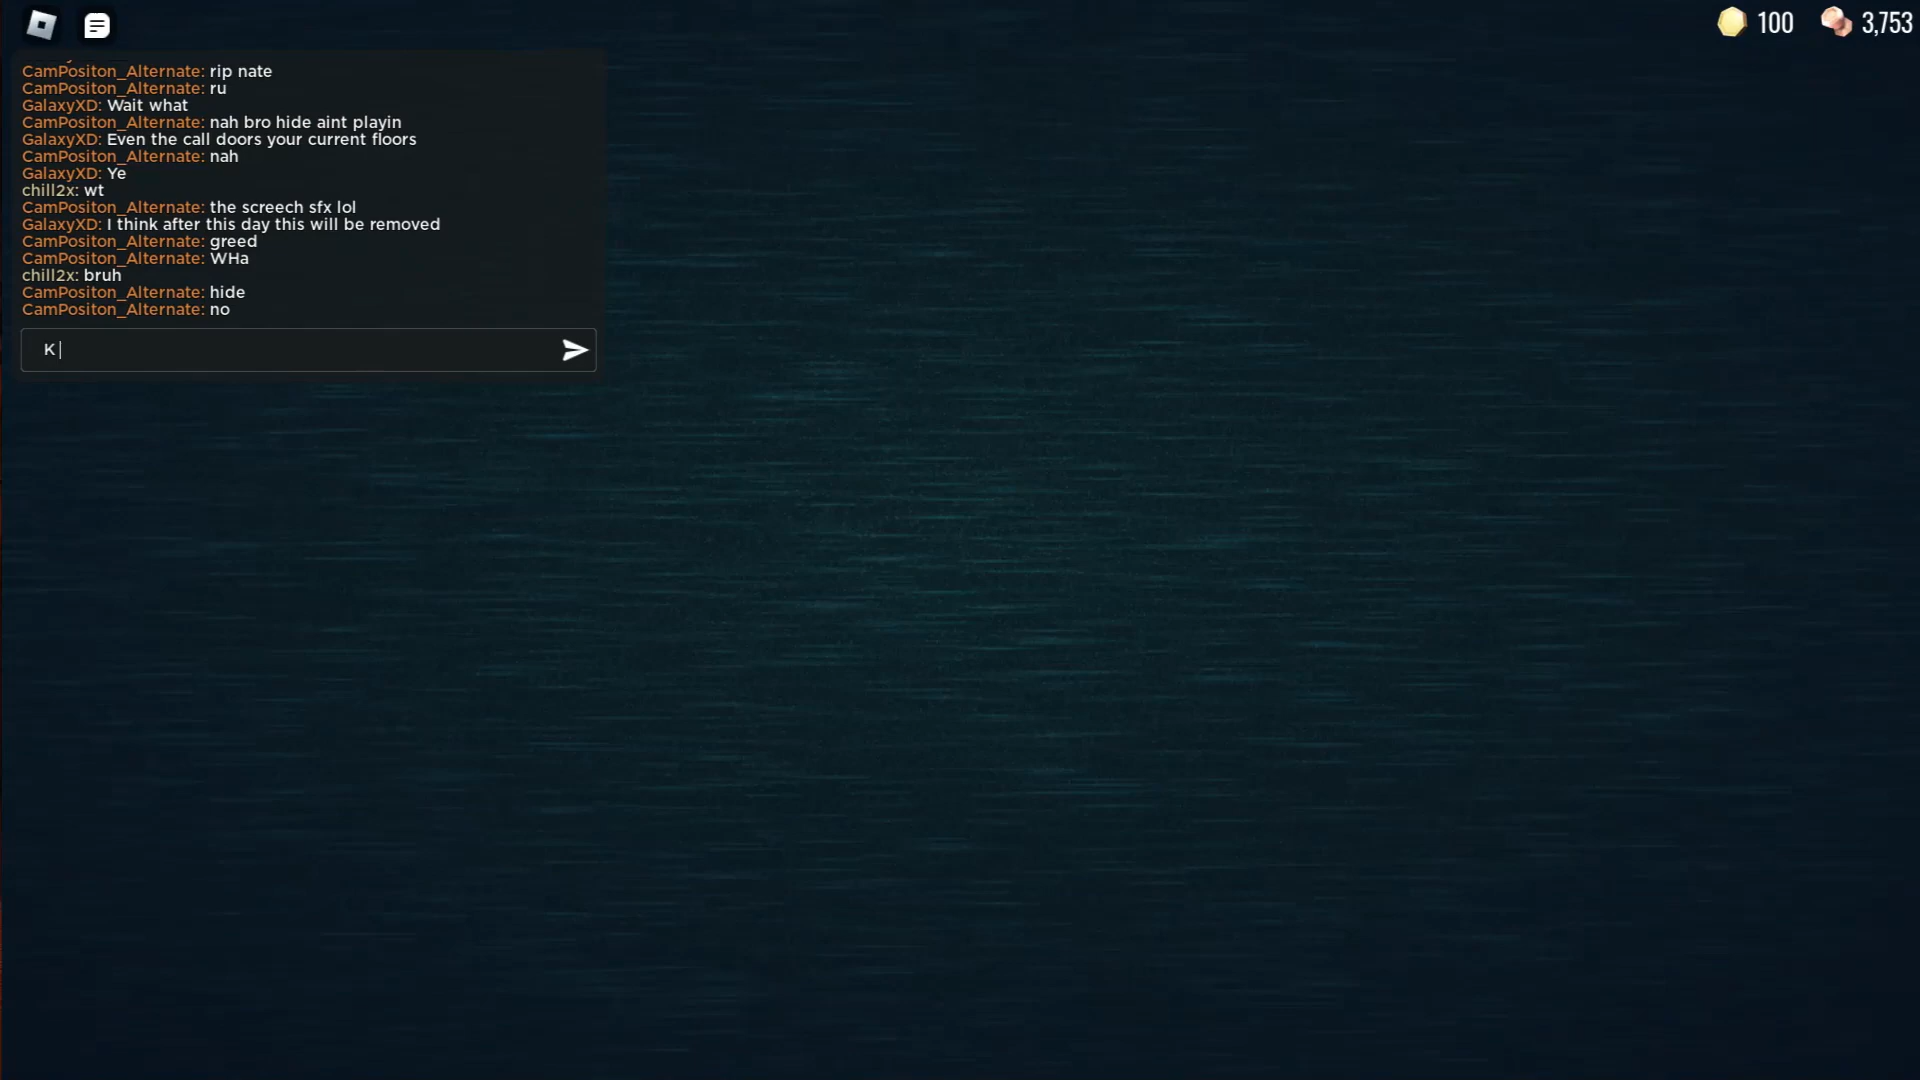 100
3,753
CamPositon_Alternate: rip nate
CamPositon_Alternate: ru
GalaxyXD: Wait what
CamPositon_Alternate: nah bro hide aint playin
GalaxyXD: Even the call doors your current floors
CamPositon_Alternate: nah
GalaxyXD: Ye
chill2x: wt
CamPositon_Alternate: the screech sfx lol
GalaxyXD: I think after this day this will be removed
CamPositon_Alternate: greed
CamPositon_Alternate: WHa
chill2x: bruh
CamPositon_Alternate: hide
CamPositon_Alternate: no
K